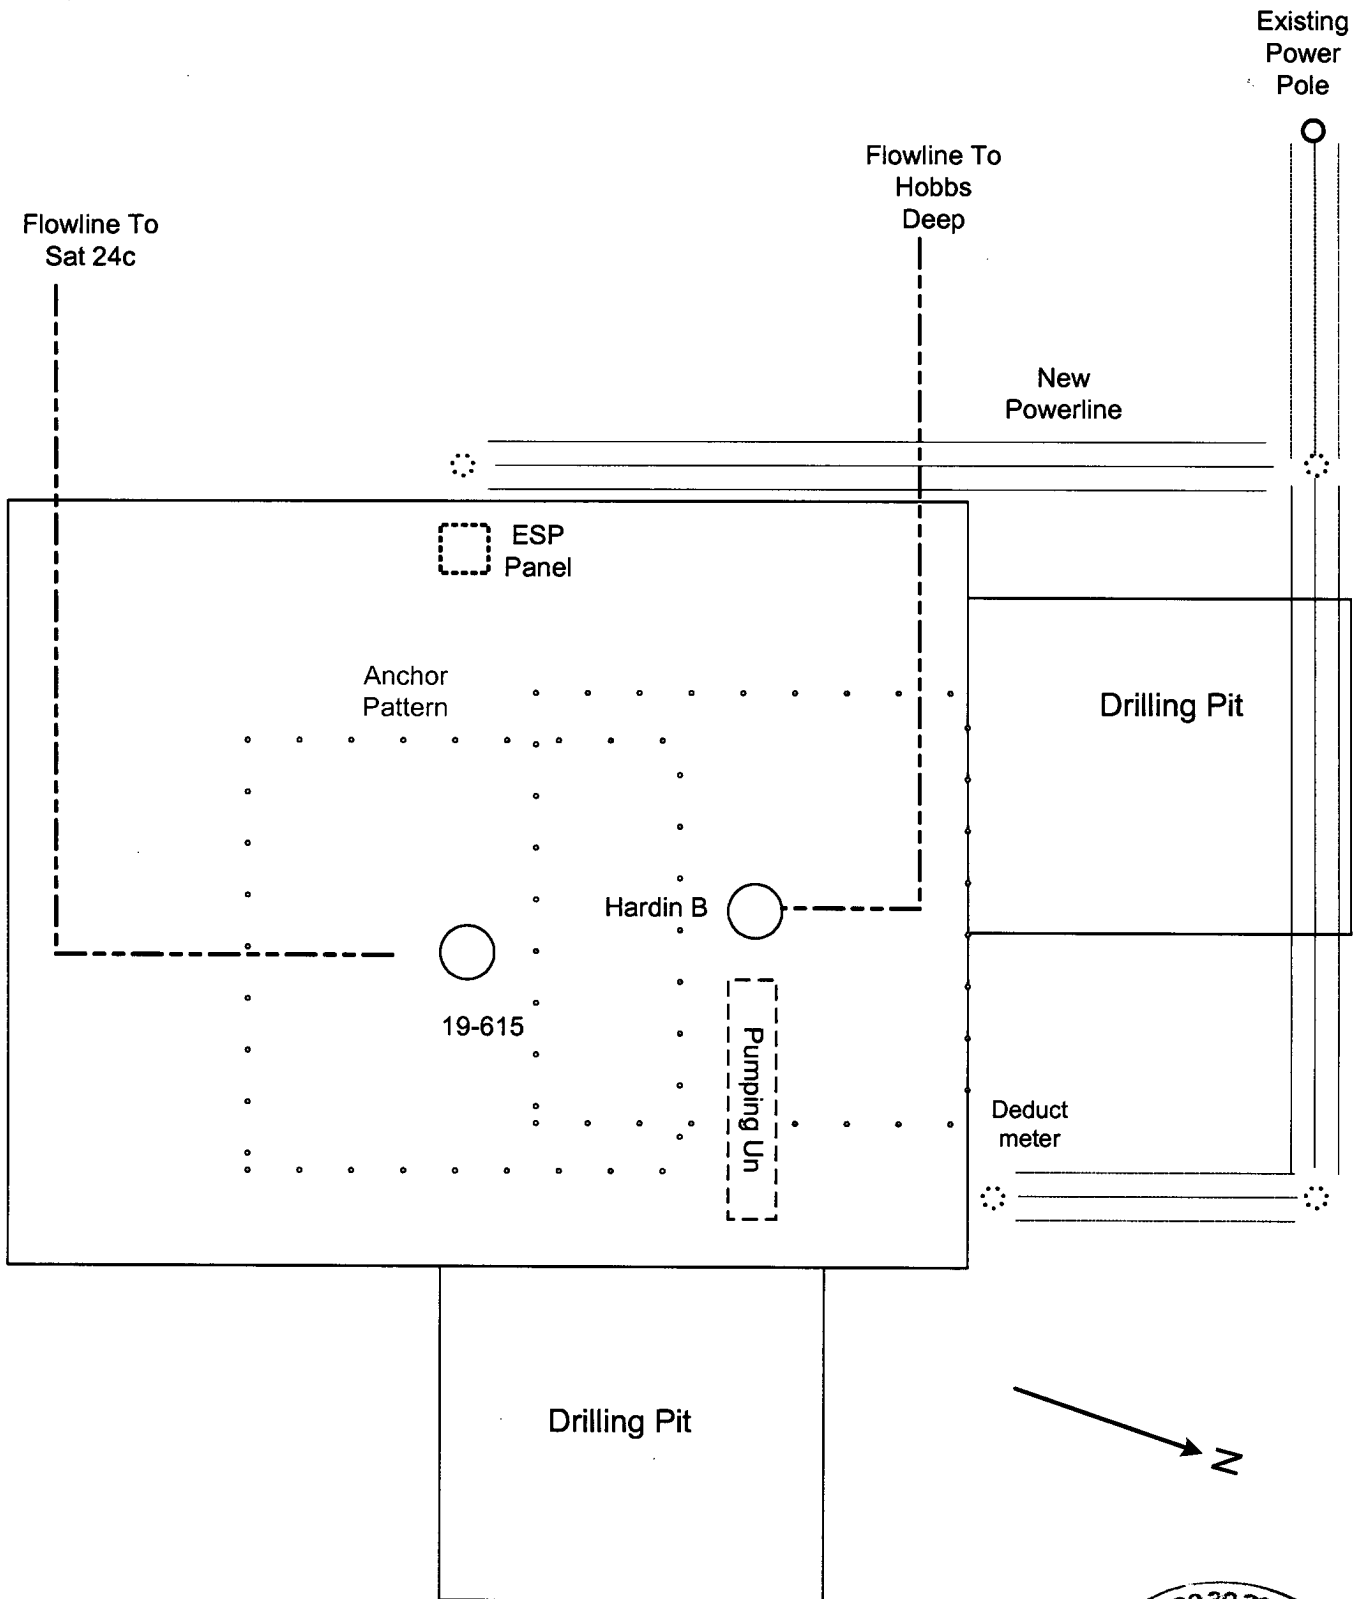 Existing
Power
Pole
Flowline To
Hobbs
Deep
Flowline To
Sat 24c
New
Powerline
ESP
Panel
Anchor
Pattern
Drilling Pit
Hardin B
19-615
Pumping Un
Deduct
meter
Drilling Pit
N